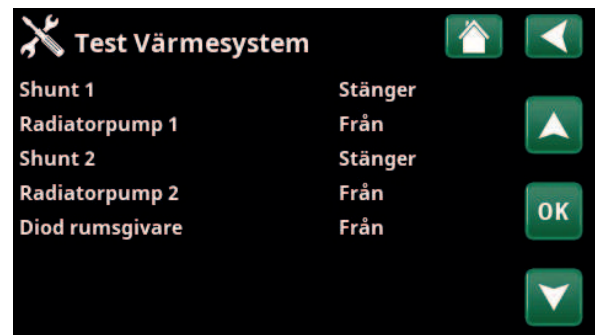 Test Värmesystem
Shunt 1 Stänger
Radiatorpump 1 Från
Shunt 2 Stänger
Radiatorpump 2 Från
OK
Diod rumsgivare Från